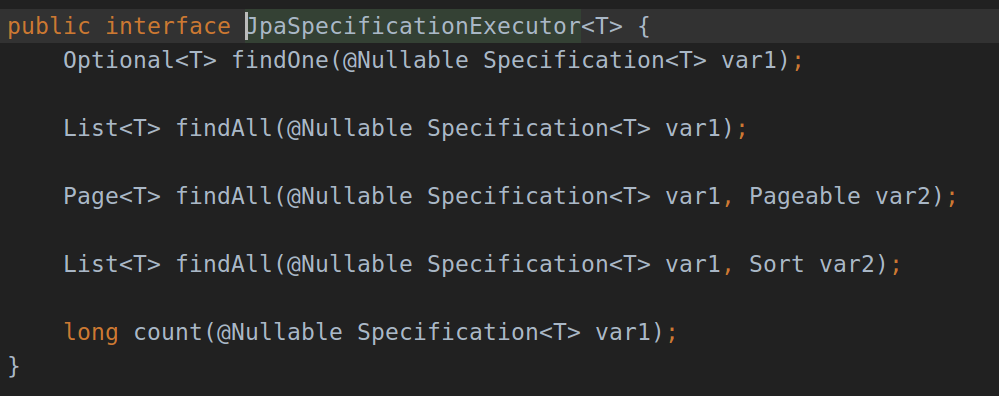 public interface JpaSpecificationExecutor<T> {
Optional<T> findOne(@Nullable Specification<T> var1);
List<T> findAll(@Nullable Specification<T> var1);
Page<T> findAll(@Nullable Specification<T> var1, Pageable var2);
List<T> findAll(@Nullable Specification<T> var1, Sort var2);
long count(@Nullable Specification<T> var1);
}